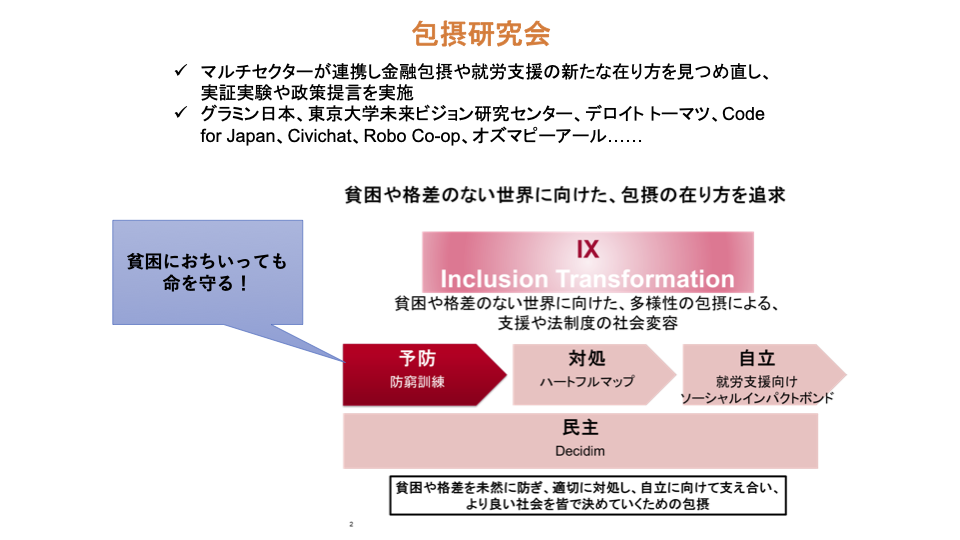 包摂研究会
✓ マルチセクターが連携し金融包摂や就労支援の新たな在り方を見つめ直し、
実証実験や政策提言を実施
✓ グラミン日本、東京大学未来ビジョン研究センター、デロイト トーマツ、Code
for Japan、Civichat、Robo Co-op、オズマピーアール……
貧困や格差のない世界に向けた、包摂の在り方を追求
貧困におちいっても
命を守る！
IX
Inclusion Transformation
貧困や格差のない世界に向けた、多様性の包摂による、
支援や法制度の社会変容
予防
防窮訓練
対処
ハートフルマップ
自立
就労支援向け
ソーシャルインパクトボンド
民主
Decidim
貧困や格差を未然に防ぎ、適切に対処し、自立に向けて支え合い、
より良い社会を皆で決めていくための包摂
2